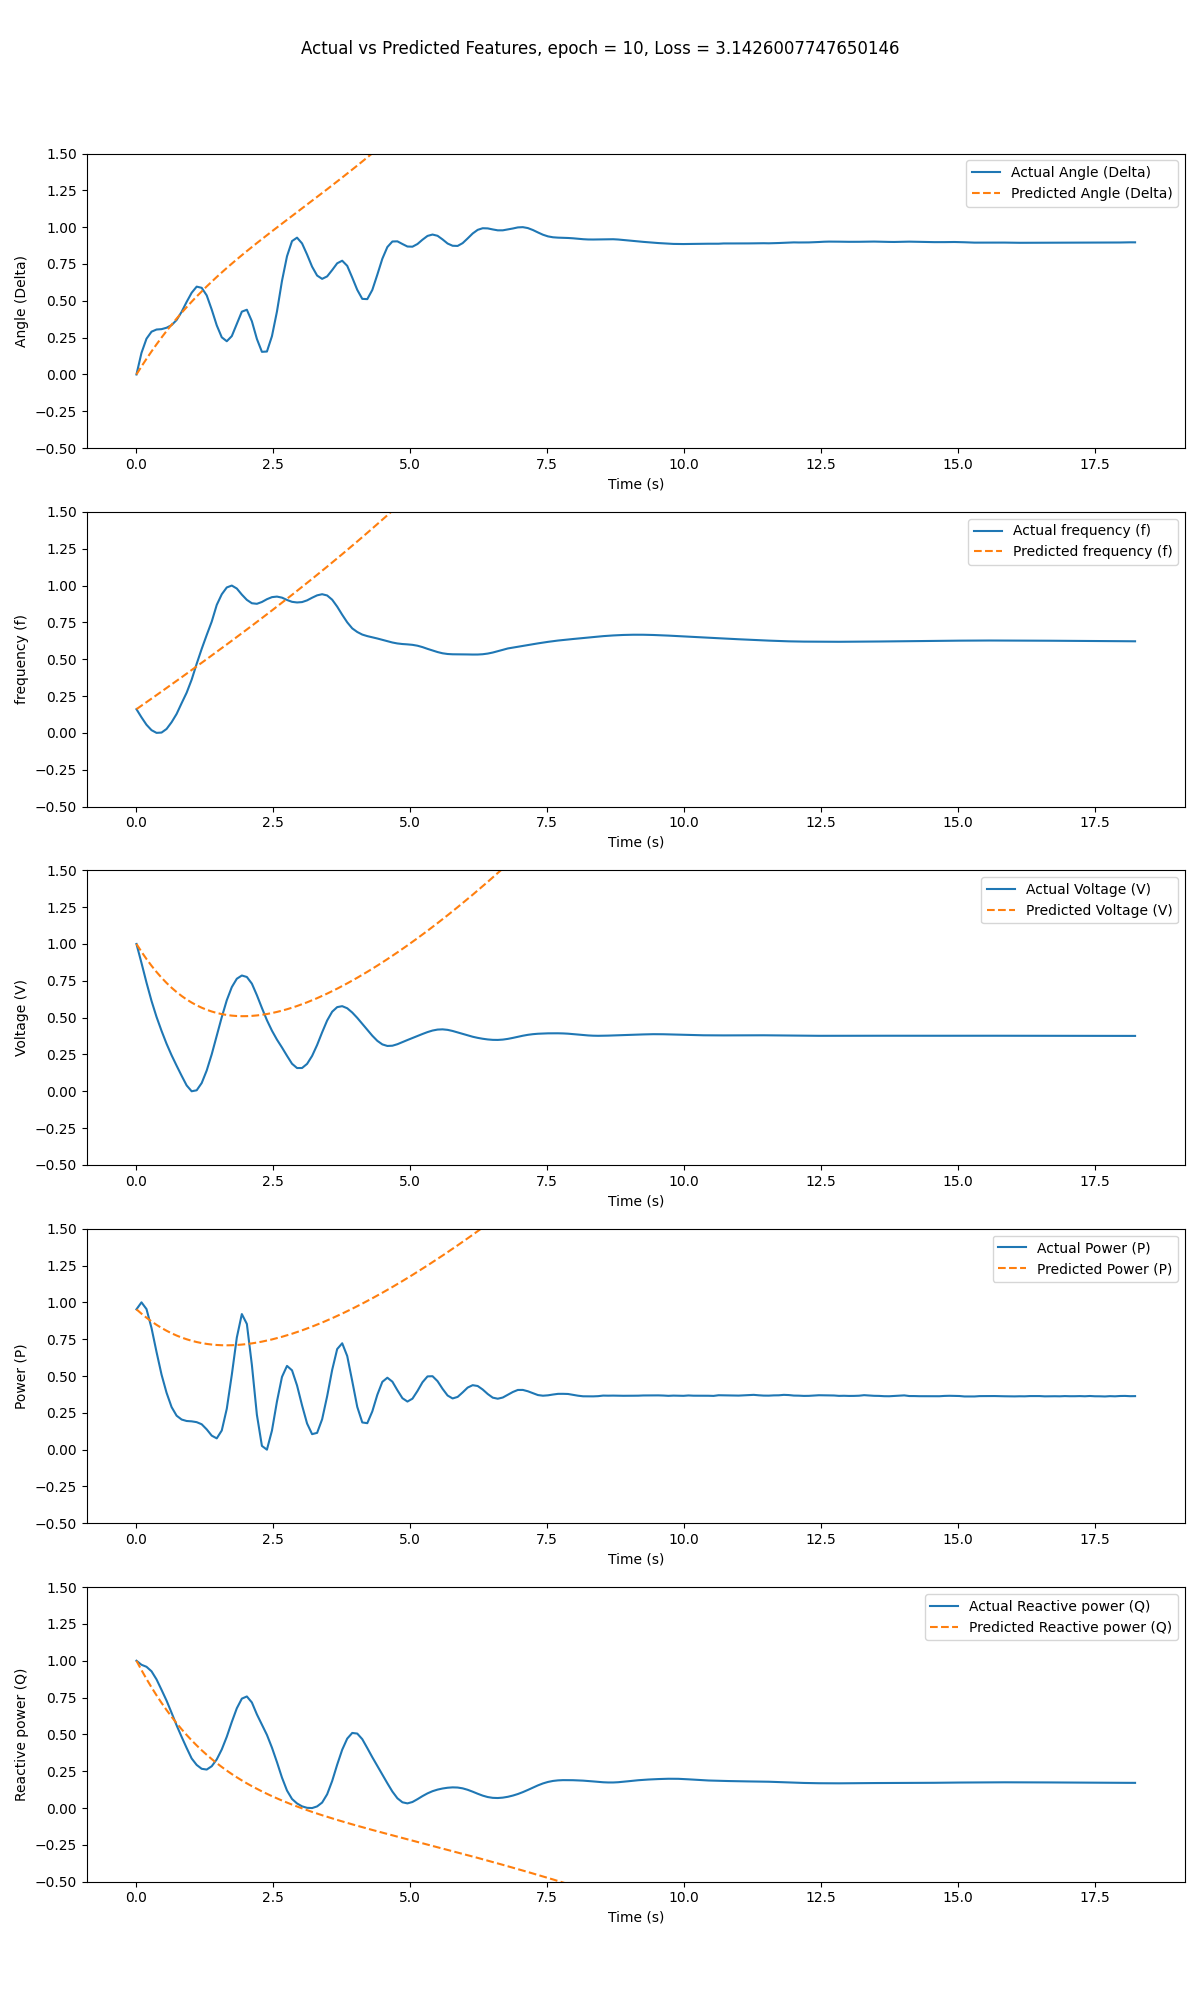 Actual vs Predicted Features, epoch = 10, Loss = 3.1426007747650146
1.50
1.25
1.00
0.75
0.50
0.25
0.00
−0.25
−0.50
Angle (Delta)
Actual Angle (Delta)
Predicted Angle (Delta)
0.0 2.5 5.0 7.5 10.0 12.5 15.0 17.5
Time (s)
1.50
1.25
1.00
0.75
0.50
0.25
0.00
−0.25
−0.50
frequency (f)
Actual frequency (f)
Predicted frequency (f)
0.0 2.5 5.0 7.5 10.0 12.5 15.0 17.5
Time (s)
1.50
1.25
1.00
0.75
0.50
0.25
0.00
−0.25
−0.50
Voltage (V)
Actual Voltage (V)
Predicted Voltage (V)
0.0 2.5 5.0 7.5 10.0 12.5 15.0 17.5
Time (s)
1.50
1.25
1.00
0.75
0.50
0.25
0.00
−0.25
−0.50
Power (P)
Actual Power (P)
Predicted Power (P)
0.0 2.5 5.0 7.5 10.0 12.5 15.0 17.5
Time (s)
1.50
1.25
1.00
0.75
0.50
0.25
0.00
−0.25
−0.50
Reactive power (Q)
Actual Reactive power (Q)
Predicted Reactive power (Q)
0.0 2.5 5.0 7.5 10.0 12.5 15.0 17.5
Time (s)